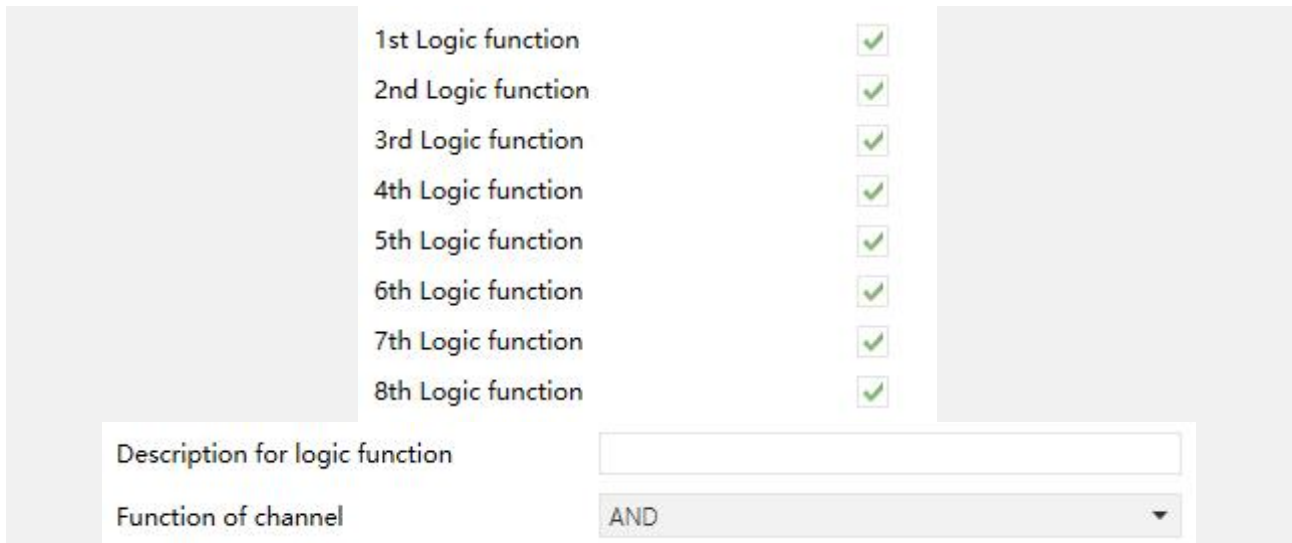 1st Logic function
2nd Logic function
3rd Logic function
4th Logic function
5th Logic function
6th Logic function
7th Logic function
8th Logic function
Description for logic function
Function of channel AND